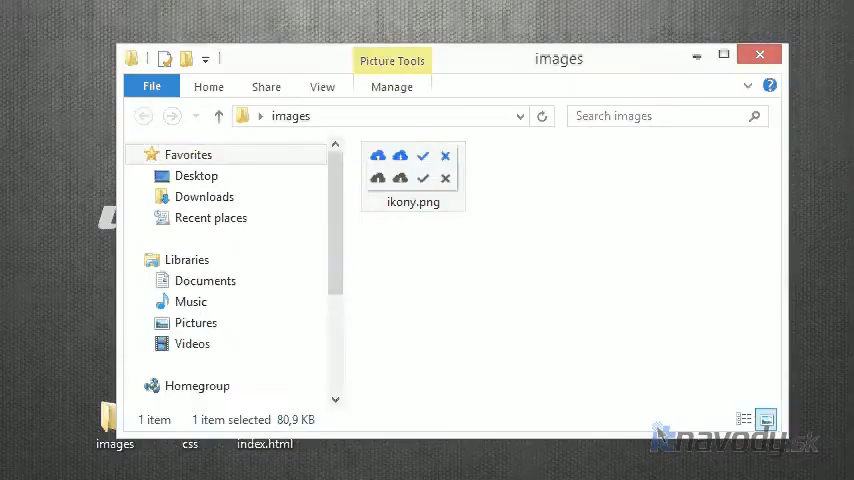 Picture Tools
images
File
Home
Share
View
Manage
images
Search images
Favorites
Desktop
Downloads
Recent places
Libraries
Documents
Music
Pictures
Videos
Homegroup
ikony.png
1 item
1 item selected 80,9 KB
images
css
index.html
itnavody.sk